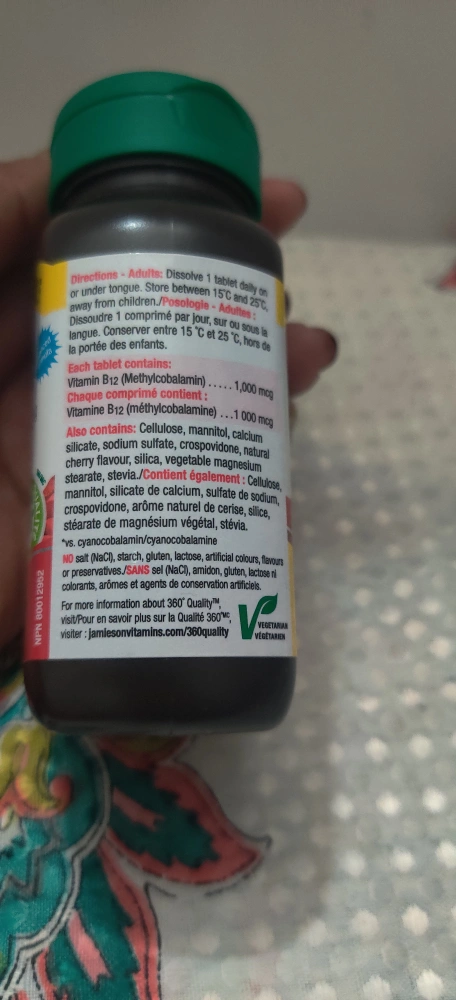 Directions - Adults: Dissolve 1 tablet daily on
or under tongue. Store between 15°C and 25°C,
away from children./Posologie - Adultes :
Dissoudre 1 comprimé par jour, sur ou sous la
langue. Conserver entre 15 °C et 25 °C, hors de
la portée des enfants.
Each tablet contains:
Vitamin B12 (Methylcobalamin) ..... 1,000 mcg
Chaque comprimé contient :
Vitamine B12 (méthylcobalamine) ...1 000 mcg
Also contains: Cellulose, mannitol, calcium
silicate, sodium sulfate, crospovidone, natural
cherry flavour, silica, vegetable magnesium
stearate, stevia./Contient également : Cellulose,
mannitol, silicate de calcium, sulfate de sodium,
crospovidone, arôme naturel de cerise, silice,
stéarate de magnésium végétal, stévia.
*vs. cyanocobalamin/cyanocobalamine
NO salt (NaCl), starch, gluten, lactose, artificial colours, flavours
or preservatives./SANS sel (NaCl), amidon, gluten, lactose ni
colorants, arômes et agents de conservation artificiels.
For more information about 360° Quality™,
visit/Pour en savoir plus sur la Qualité 360°ᴹᶜ,
visiter : jamiesonvitamins.com/360quality
VEGETARIAN
VÉGÉTARIEN
NPN 80012952